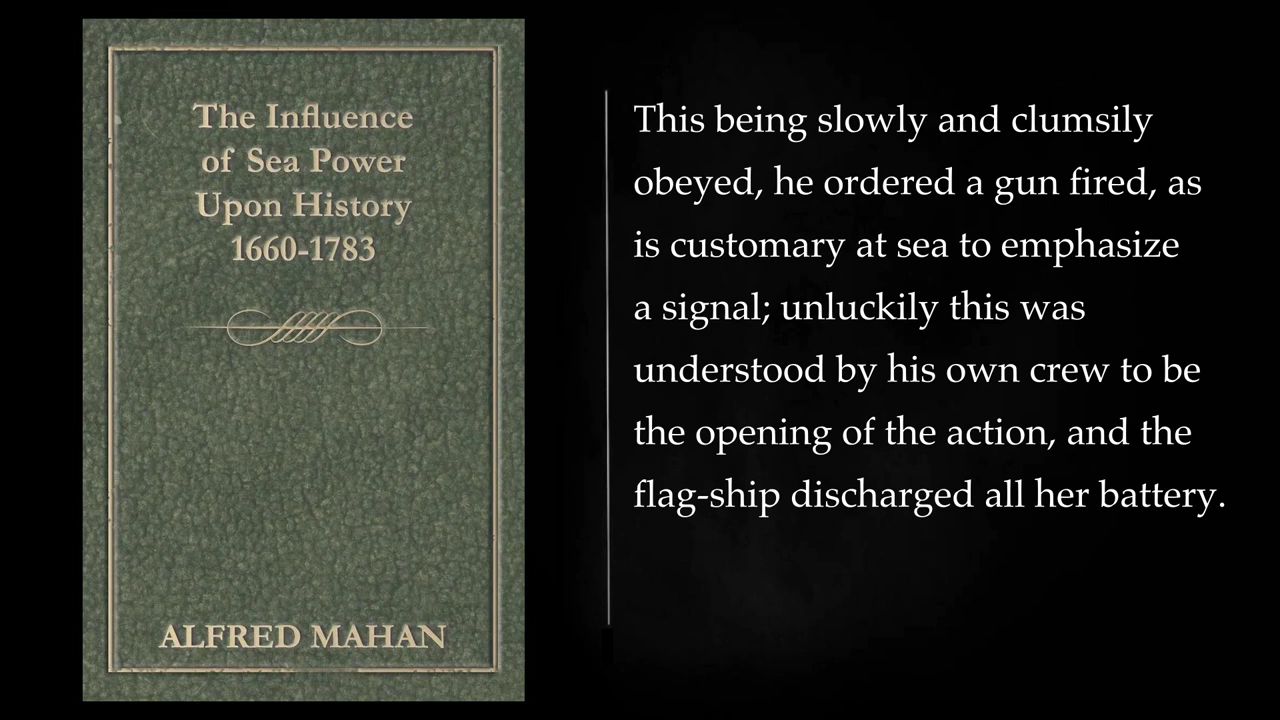 The Influence
of Sea Power
Upon History
1660-1783
ALFRED MAHAN
This being slowly and clumsily
obeyed, he ordered a gun fired, as
is customary at sea to emphasize
a signal; unluckily this was
understood by his own crew to be
the opening of the action, and the
flag-ship discharged all her battery.